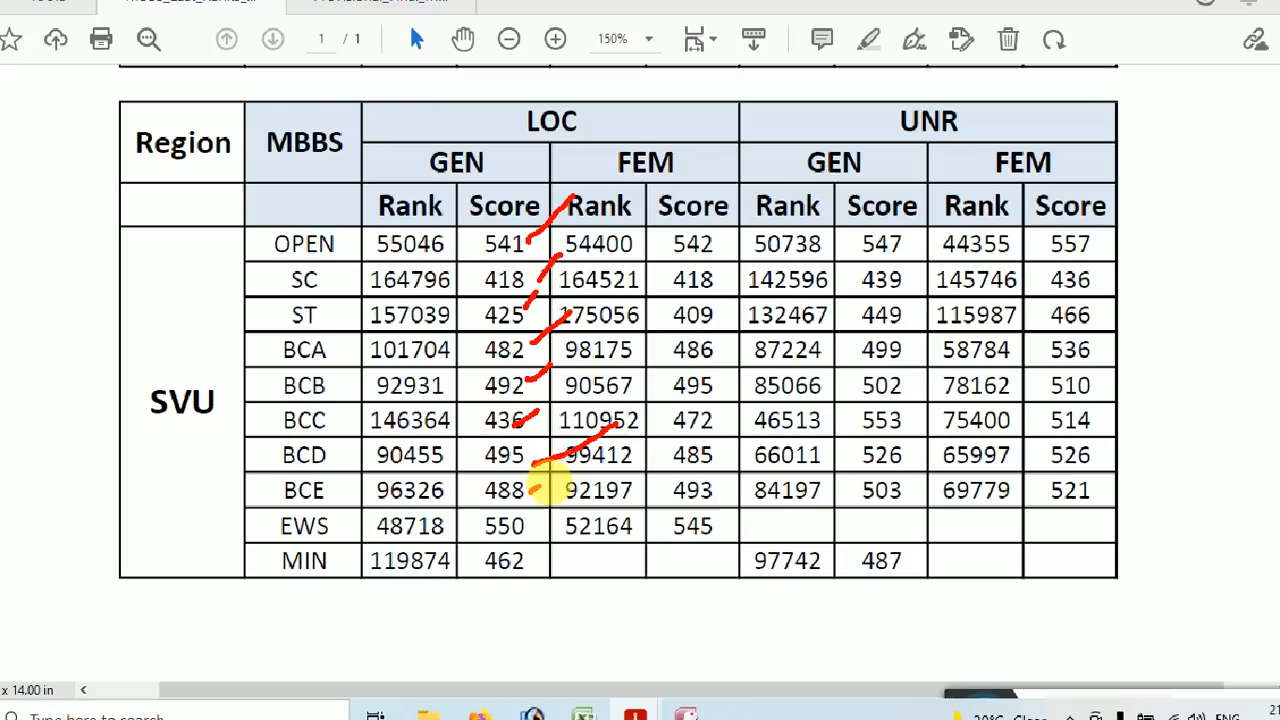 1 / 1 150%
Region MBBS LOC UNR
GEN FEM GEN FEM
Rank Score Rank Score Rank Score Rank Score
SVU
OPEN 55046 541 54400 542 50738 547 44355 557
SC 164796 418 164521 418 142596 439 145746 436
ST 157039 425 175056 409 132467 449 115987 466
BCA 101704 482 98175 486 87224 499 58784 536
BCB 92931 492 90567 495 85066 502 78162 510
BCC 146364 436 110952 472 46513 553 75400 514
BCD 90455 495 99412 485 66011 526 65997 526
BCE 96326 488 92197 493 84197 503 69779 521
EWS 48718 550 52164 545
MIN 119874 462 97742 487
x 14.00 in
Type here to search
ENG